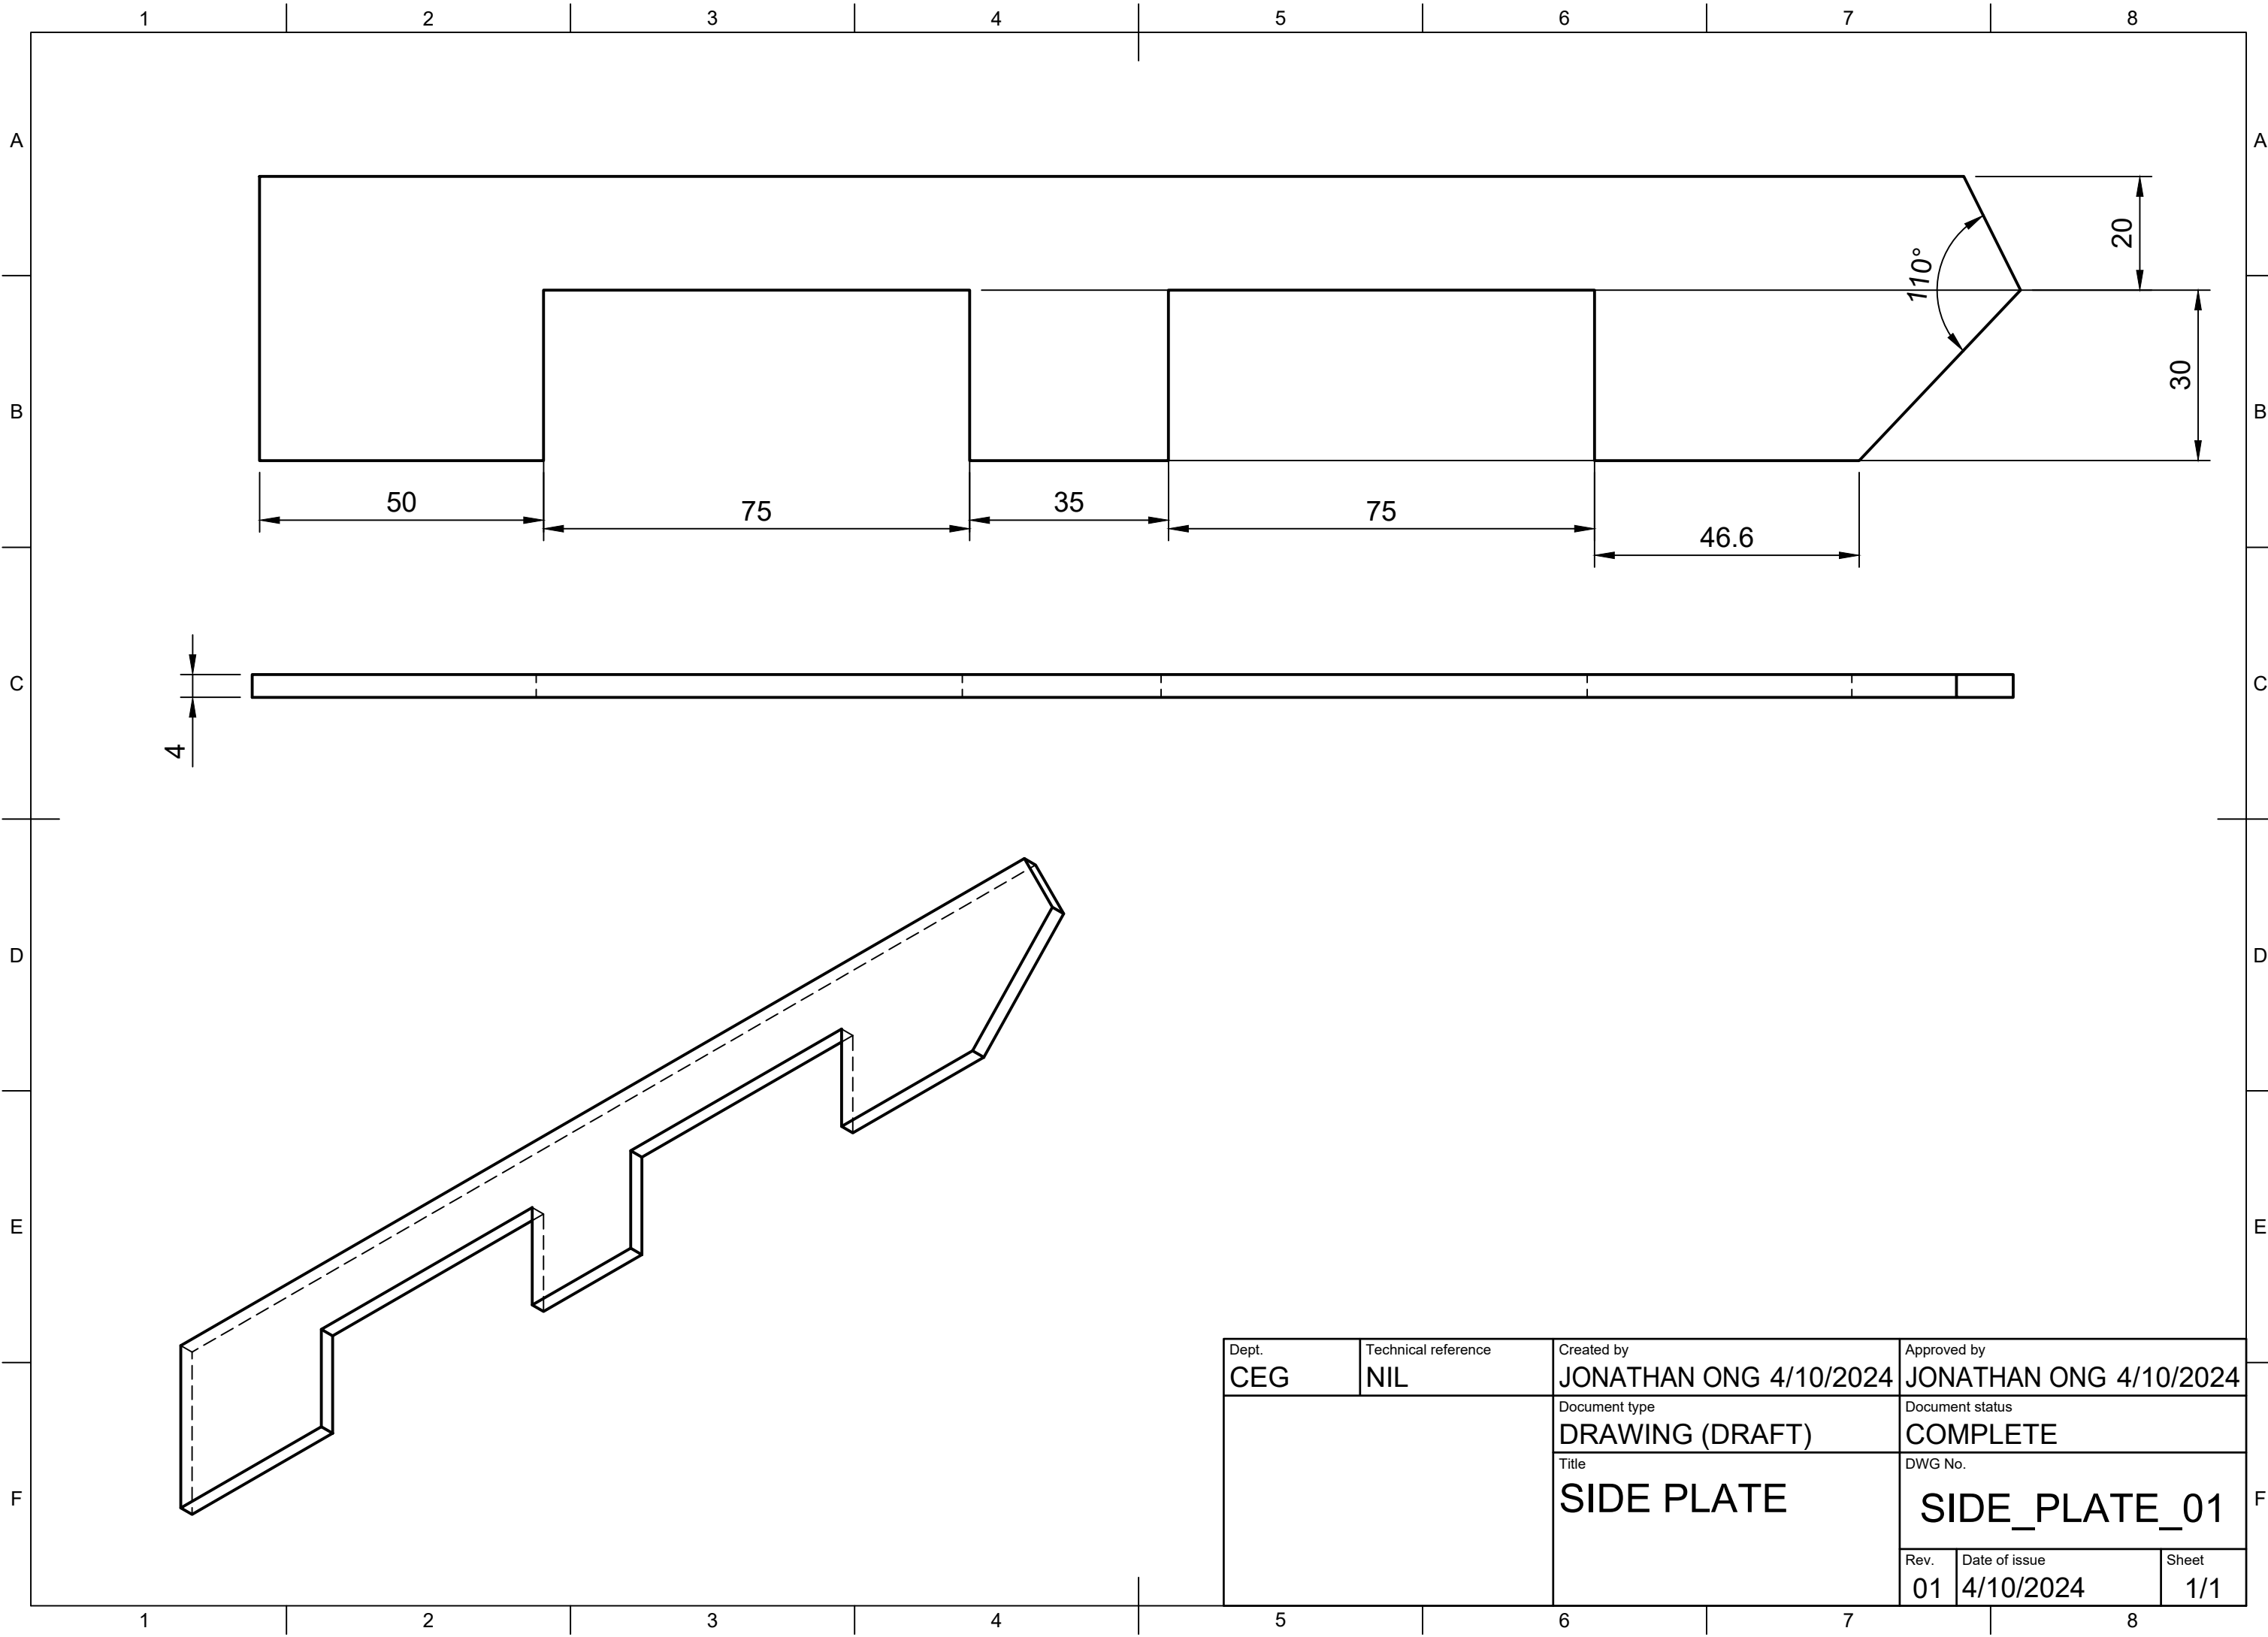 1 2 3 4 5 6 7 8
A A
20
110°
30
B B
50 75 35 75 46.6
C C
4
D D
E E
Dept. Technical reference Created by Approved by
CEG NIL JONATHAN ONG 4/10/2024 JONATHAN ONG 4/10/2024
Document type Document status
DRAWING (DRAFT) COMPLETE
Title DWG No.
SIDE PLATE SIDE_PLATE_01
F F
Rev. Date of issue Sheet
01 4/10/2024 1/1
1 2 3 4 5 6 7 8